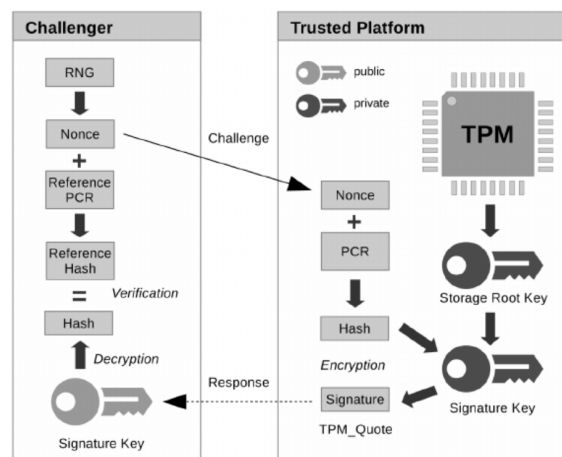 Challenger
RNG
Nonce
+
Reference
PCR
Reference
Hash
=
Verification
Hash
Decryption
Signature Key
Challenge
Response
Trusted Platform
public
private
TPM
Nonce
+
PCR
Storage Root Key
Hash
Encryption
Signature
TPM_Quote
Signature Key